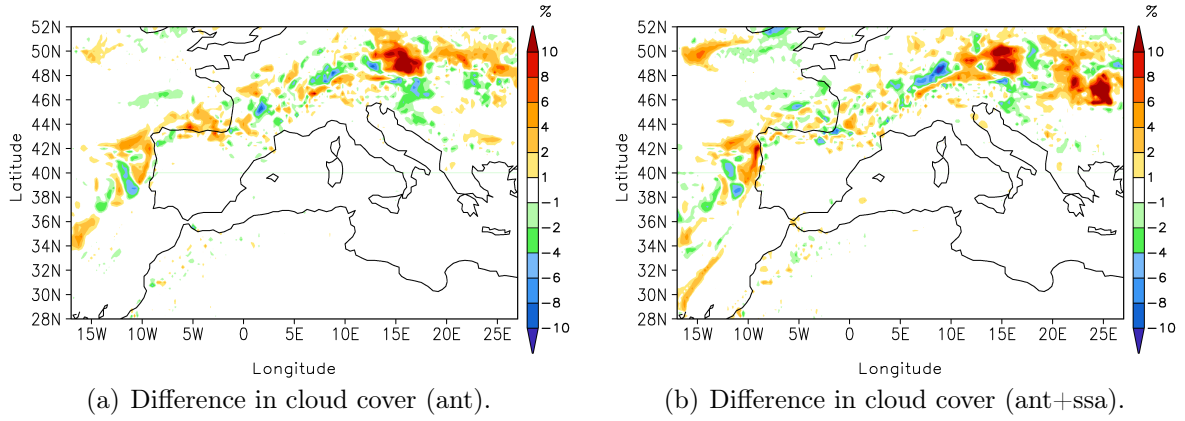 %
52N
50N
48N
46N
44N
42N
40N
38N
36N
34N
32N
30N
28N
Latitude
15W 10W 5W 0 5E 10E 15E 20E 25E
Longitude
10
8
6
4
2
1
−1
−2
−4
−6
−8
−10
(a) Difference in cloud cover (ant).
%
52N
50N
48N
46N
44N
42N
40N
38N
36N
34N
32N
30N
28N
Latitude
15W 10W 5W 0 5E 10E 15E 20E 25E
Longitude
10
8
6
4
2
1
−1
−2
−4
−6
−8
−10
(b) Difference in cloud cover (ant+ssa).